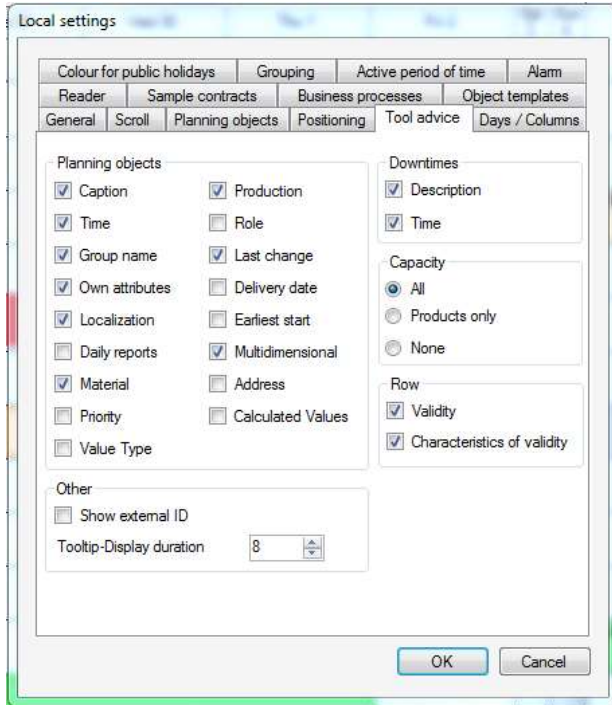 Local settings
Colour for public holidays Grouping Active period of time Alarm
Reader Sample contracts Business processes Object templates
General Scroll Planning objects Positioning Tool advice Days / Columns
Planning objects
Caption
Time
Group name
Own attributes
Localization
Daily reports
Material
Priority
Value Type
Production
Role
Last change
Delivery date
Earliest start
Multidimensional
Address
Calculated Values
Downtimes
Description
Time
Capacity
All
Products only
None
Row
Validity
Characteristics of validity
Other
Show external ID
Tooltip-Display duration 8
OK Cancel